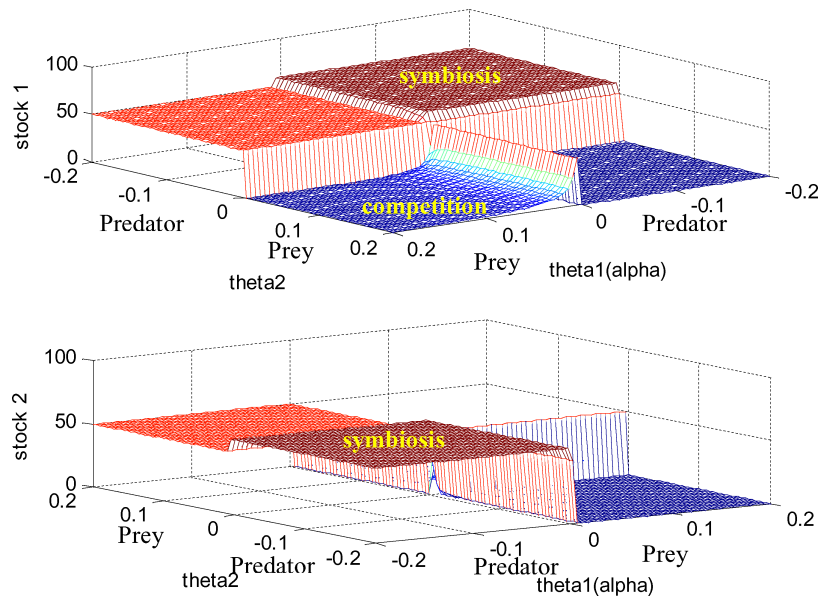 100
symbiosis
stock 1
50
0
-0.2
-0.1
Predator
0
competition
0.1
Prey
0.2
0.2
0.1
Prey
0
-0.1
Predator
-0.2
theta2
theta1(alpha)
100
stock 2
50
symbiosis
0
0.2
0.1
Prey
0
-0.1
Predator
-0.2
-0.2
-0.1
Predator
0
0.1
Prey
0.2
theta2
theta1(alpha)